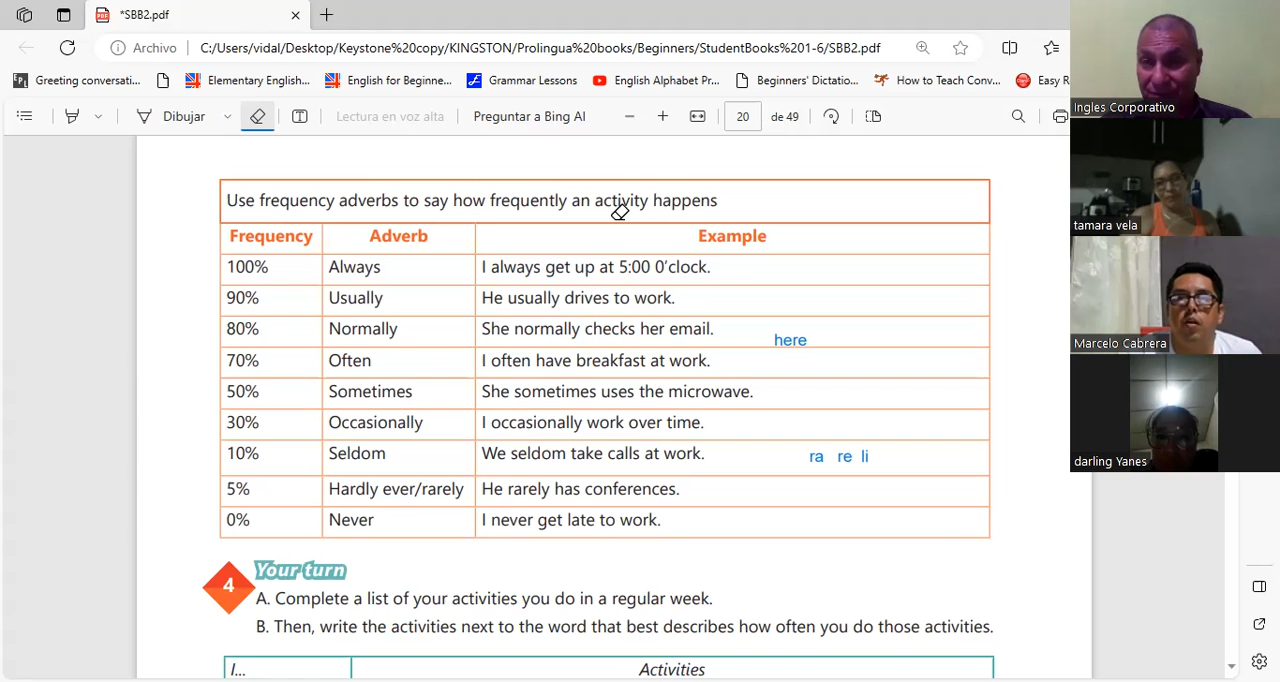 *SBB2.pdf
Archivo C:/Users/vidal/Desktop/Keystone%20copy/KINGSTON/Prolingua%20books/Beginners/StudentBooks%201-6/SBB2.pdf
Greeting conversati... Elementary English... English for Beginne... Grammar Lessons English Alphabet Pr... Beginners' Dictatio... How to Teach Conv... Easy R
Dibujar Lectura en voz alta Preguntar a Bing AI 20 de 49
Use frequency adverbs to say how frequently an activity happens
Frequency Adverb Example
100% Always I always get up at 5:00 0'clock.
90% Usually He usually drives to work.
80% Normally She normally checks her email.
here
70% Often I often have breakfast at work.
50% Sometimes She sometimes uses the microwave.
30% Occasionally I occasionally work over time.
10% Seldom We seldom take calls at work. ra re li
5% Hardly ever/rarely He rarely has conferences.
0% Never I never get late to work.
4 Your turn
A. Complete a list of your activities you do in a regular week.
B. Then, write the activities next to the word that best describes how often you do those activities.
I... Activities
Ingles Corporativo
tamara vela
Marcelo Cabrera
darling Yanes